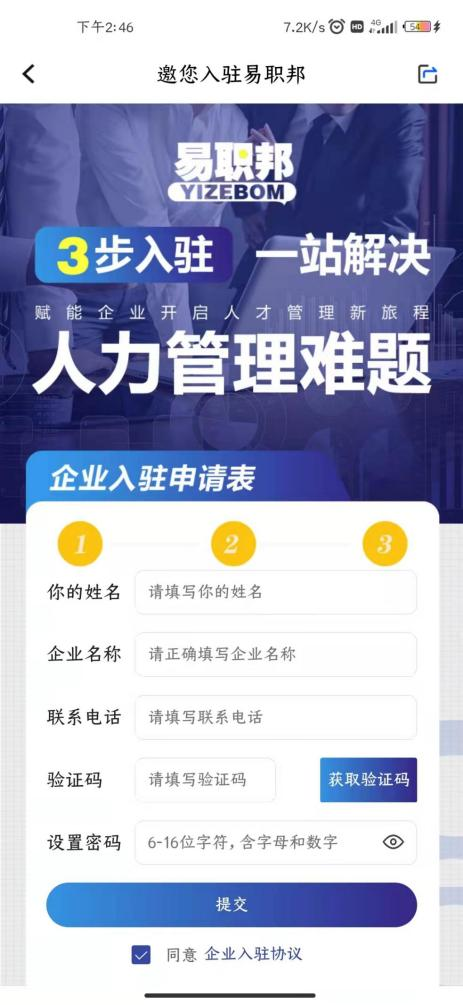 下午2:46
7.2K/s HD 4G 54
邀您入驻易职邦
易职邦
YIZEBOM
3步入驻 一站解决
赋能企业开启人才管理新旅程
人力管理难题
企业入驻申请表
1 2 3
你的姓名 请填写你的姓名
企业名称 请正确填写企业名称
联系电话 请填写联系电话
验证码 请填写验证码 获取验证码
设置密码 6-16位字符,含字母和数字
提交
同意 企业入驻协议